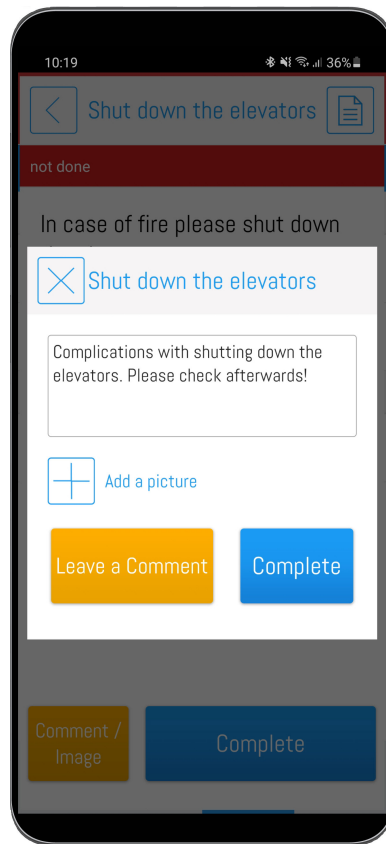 10:19
36%
Shut down the elevators
not done
In case of fire please shut down
Shut down the elevators
Complications with shutting down the
elevators. Please check afterwards!
Add a picture
Leave a Comment
Complete
Comment /
Image
Complete